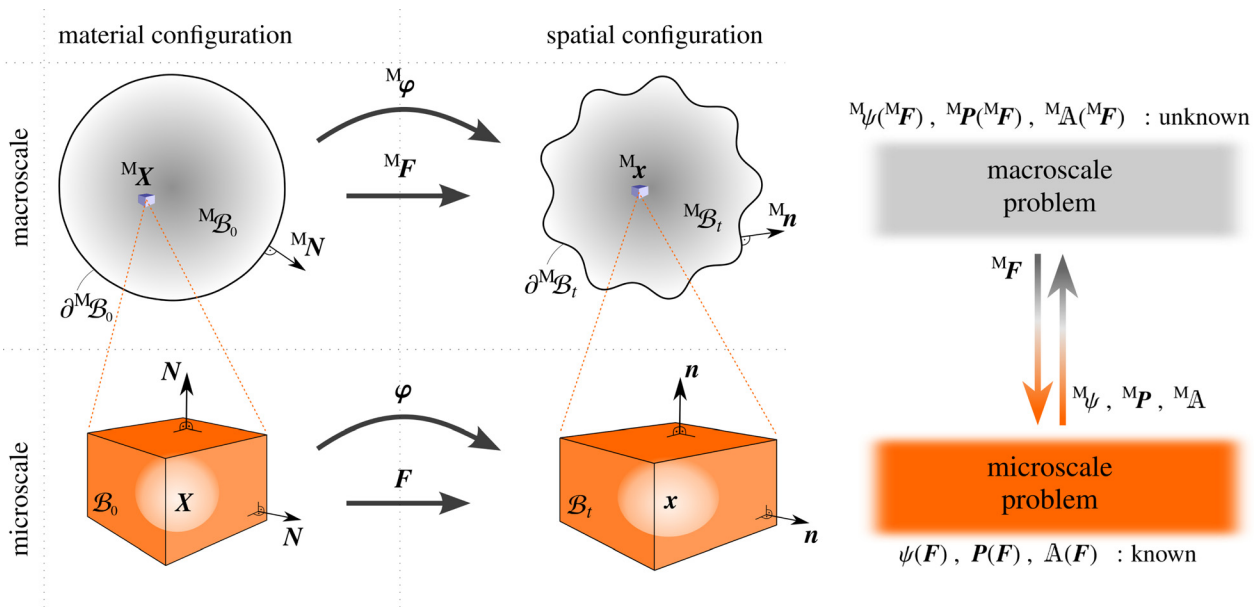 material configuration
spatial configuration
macroscale
ᴹφ
ᴹF
ᴹX
ᴹℬ₀
ᴹN
∂ᴹℬ₀
ᴹx
ᴹℬₜ
ᴹn
∂ᴹℬₜ
microscale
N
ℬ₀
X
N
φ
F
n
ℬₜ
x
n
ᴹψ(ᴹF) , ᴹP(ᴹF) , ᴹ𝔸(ᴹF) : unknown
macroscale
problem
ᴹF
ᴹψ , ᴹP , ᴹ𝔸
microscale
problem
ψ(F) , P(F) , 𝔸(F) : known